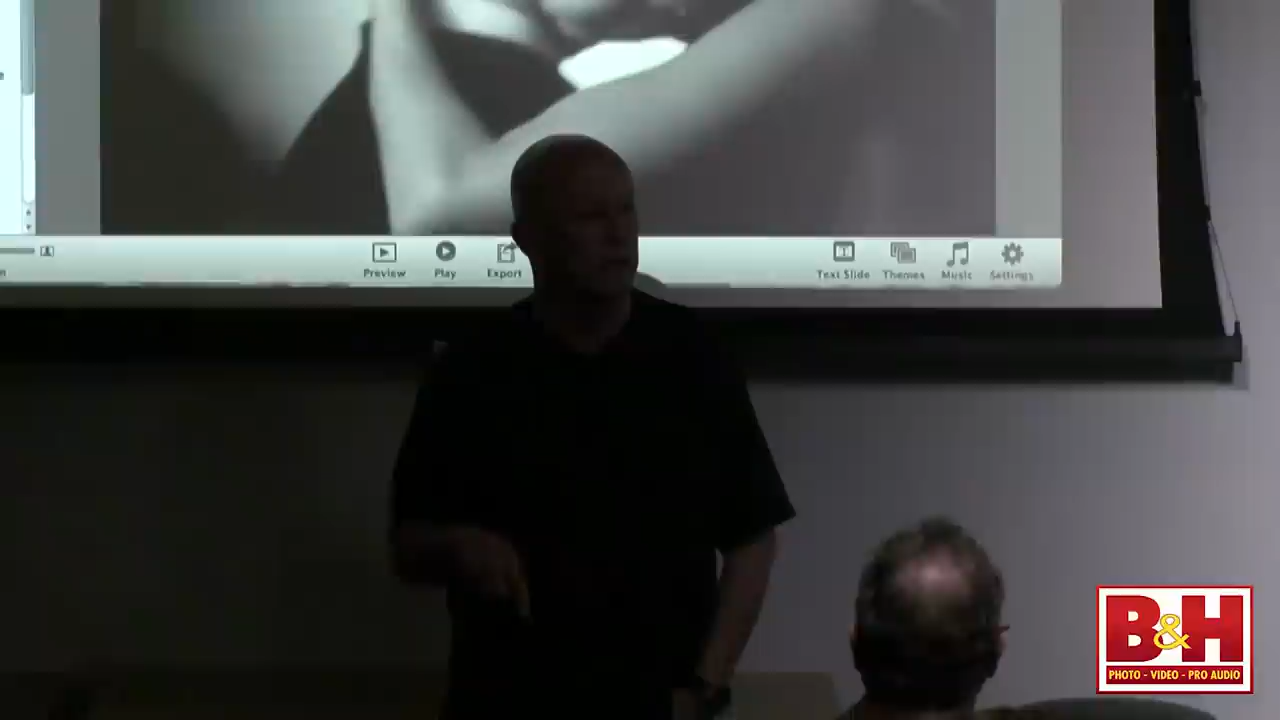 Preview Play Export Text Slide Themes Music Settings
B&H
PHOTO - VIDEO - PRO AUDIO